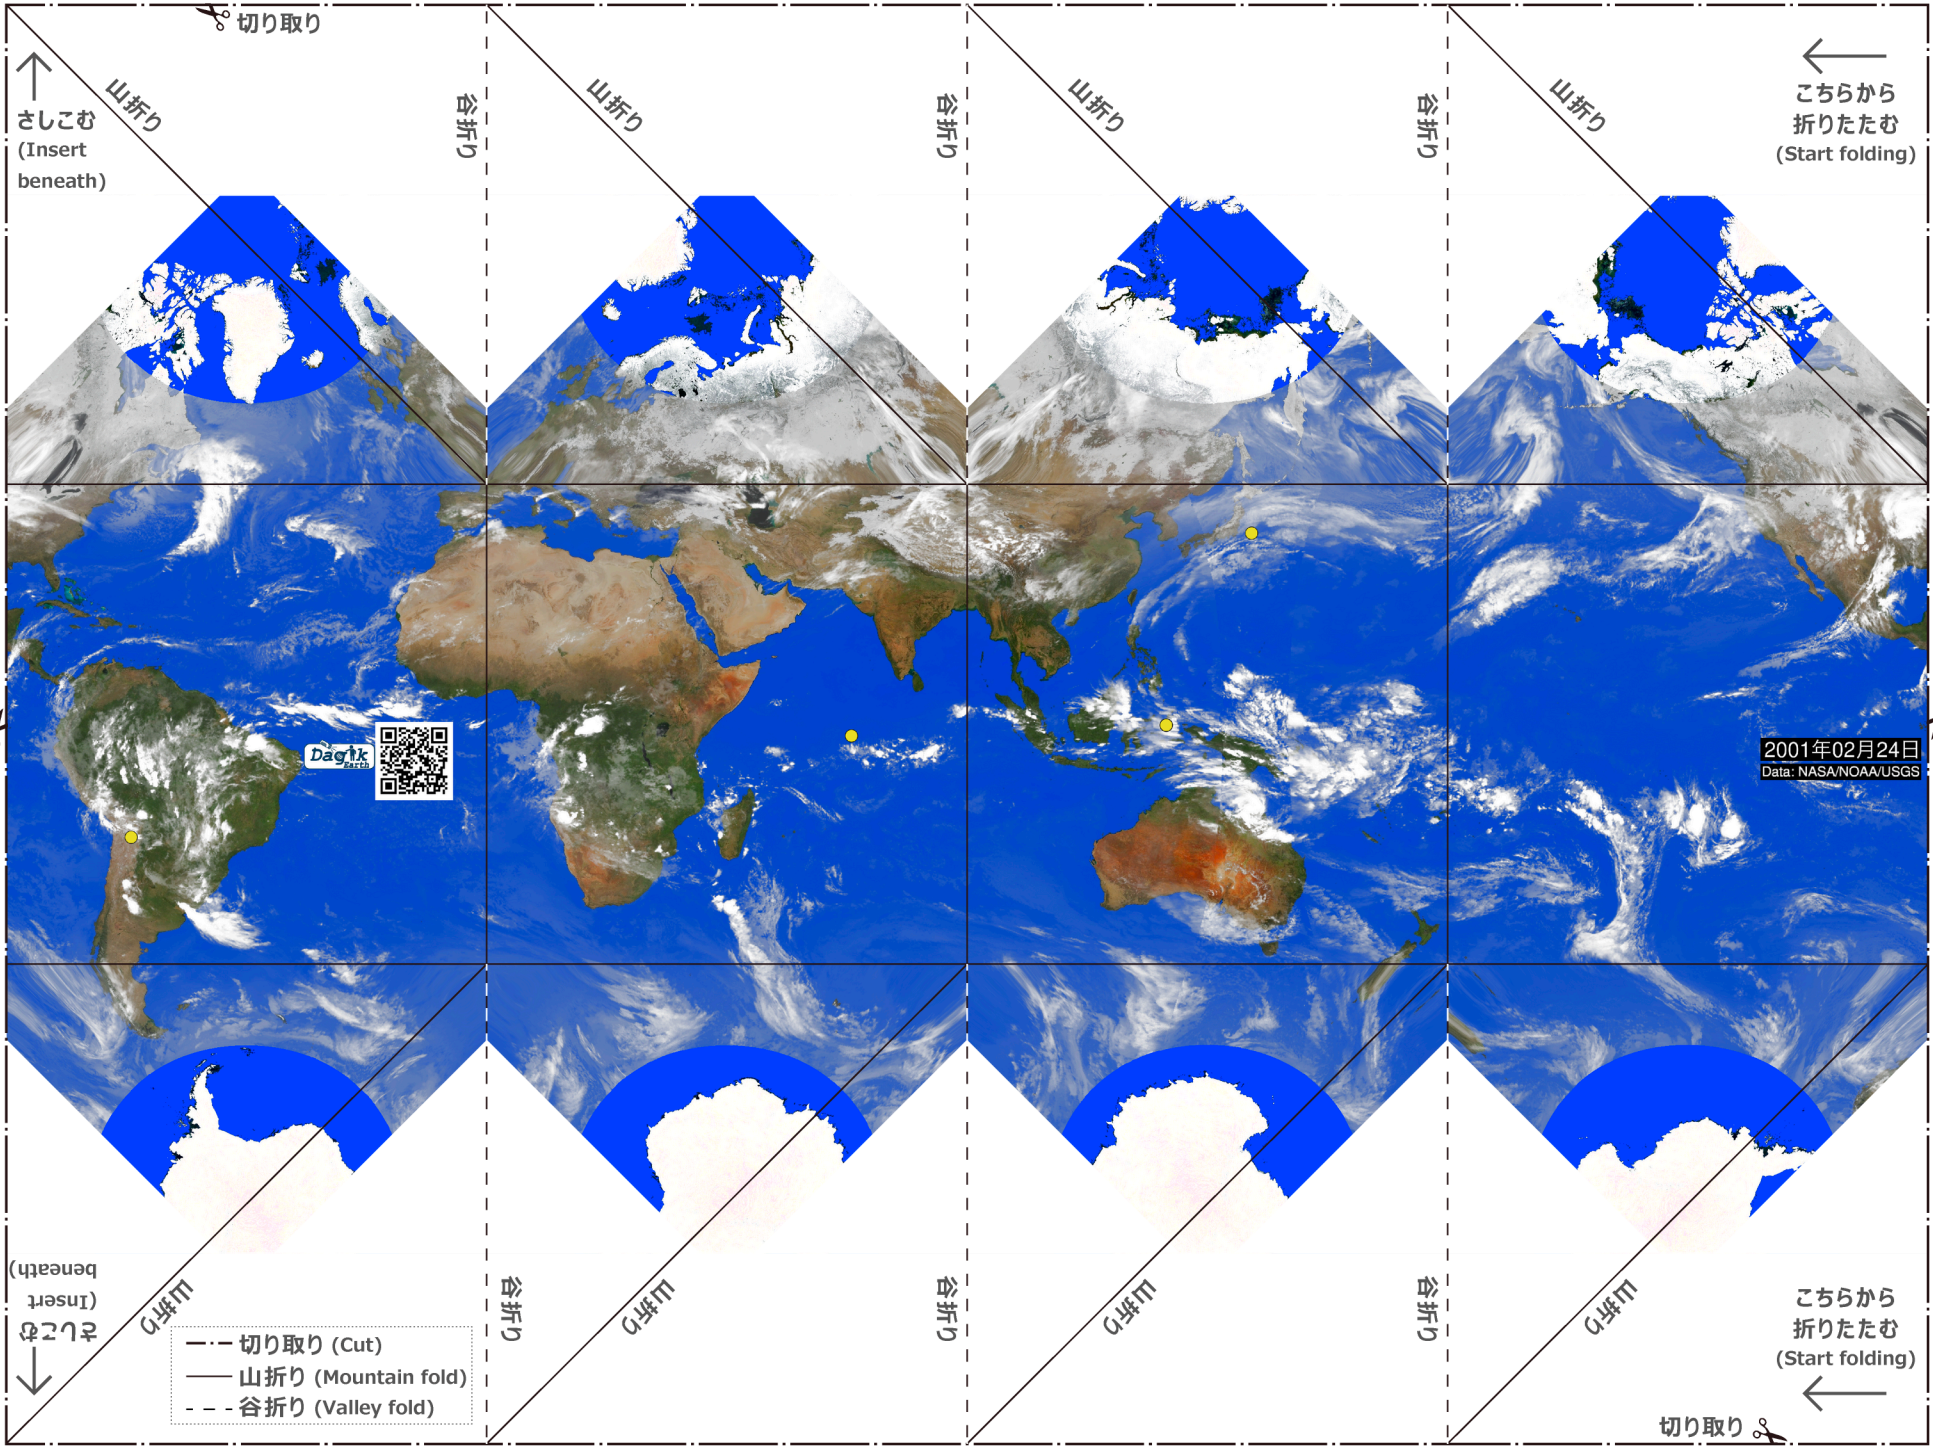 切り取り
山折り
谷折り
山折り
谷折り
山折り
谷折り
山折り
さしこむ
(Insert
beneath)
こちらから
折りたたむ
(Start folding)
Dagik
Earth
2001年02月24日
Data: NASA/NOAA/USGS
さしこむ
(Insert
beneath)
山折り
谷折り
山折り
谷折り
山折り
谷折り
山折り
切り取り (Cut)
山折り (Mountain fold)
谷折り (Valley fold)
こちらから
折りたたむ
(Start folding)
切り取り